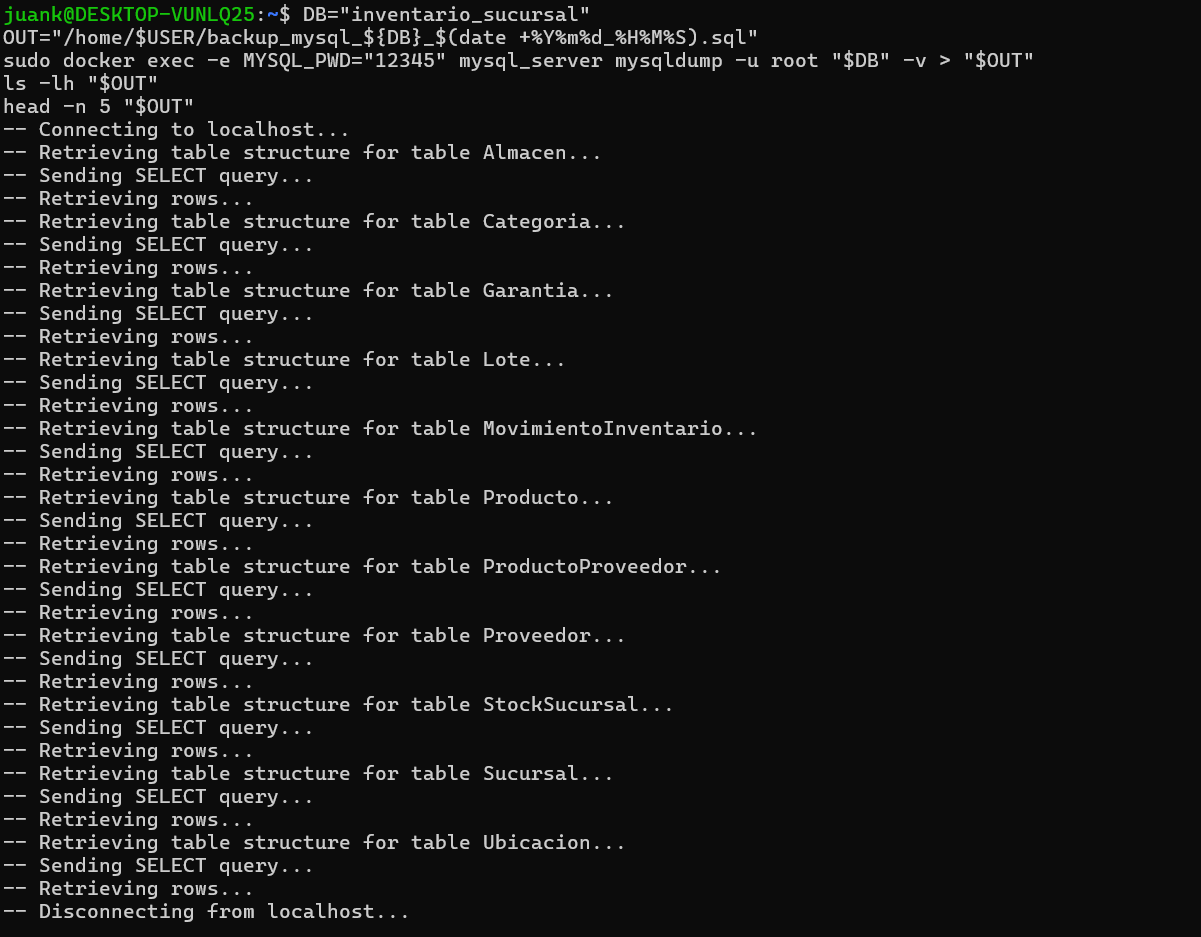 juank@DESKTOP-VUNLQ25:~$ DB="inventario_sucursal"
OUT="/home/$USER/backup_mysql_${DB}_$(date +%Y%m%d_%H%M%S).sql"
sudo docker exec -e MYSQL_PWD="12345" mysql_server mysqldump -u root "$DB" -v > "$OUT"
ls -lh "$OUT"
head -n 5 "$OUT"
-- Connecting to localhost...
-- Retrieving table structure for table Almacen...
-- Sending SELECT query...
-- Retrieving rows...
-- Retrieving table structure for table Categoria...
-- Sending SELECT query...
-- Retrieving rows...
-- Retrieving table structure for table Garantia...
-- Sending SELECT query...
-- Retrieving rows...
-- Retrieving table structure for table Lote...
-- Sending SELECT query...
-- Retrieving rows...
-- Retrieving table structure for table MovimientoInventario...
-- Sending SELECT query...
-- Retrieving rows...
-- Retrieving table structure for table Producto...
-- Sending SELECT query...
-- Retrieving rows...
-- Retrieving table structure for table ProductoProveedor...
-- Sending SELECT query...
-- Retrieving rows...
-- Retrieving table structure for table Proveedor...
-- Sending SELECT query...
-- Retrieving rows...
-- Retrieving table structure for table StockSucursal...
-- Sending SELECT query...
-- Retrieving rows...
-- Retrieving table structure for table Sucursal...
-- Sending SELECT query...
-- Retrieving rows...
-- Retrieving table structure for table Ubicacion...
-- Sending SELECT query...
-- Retrieving rows...
-- Disconnecting from localhost...